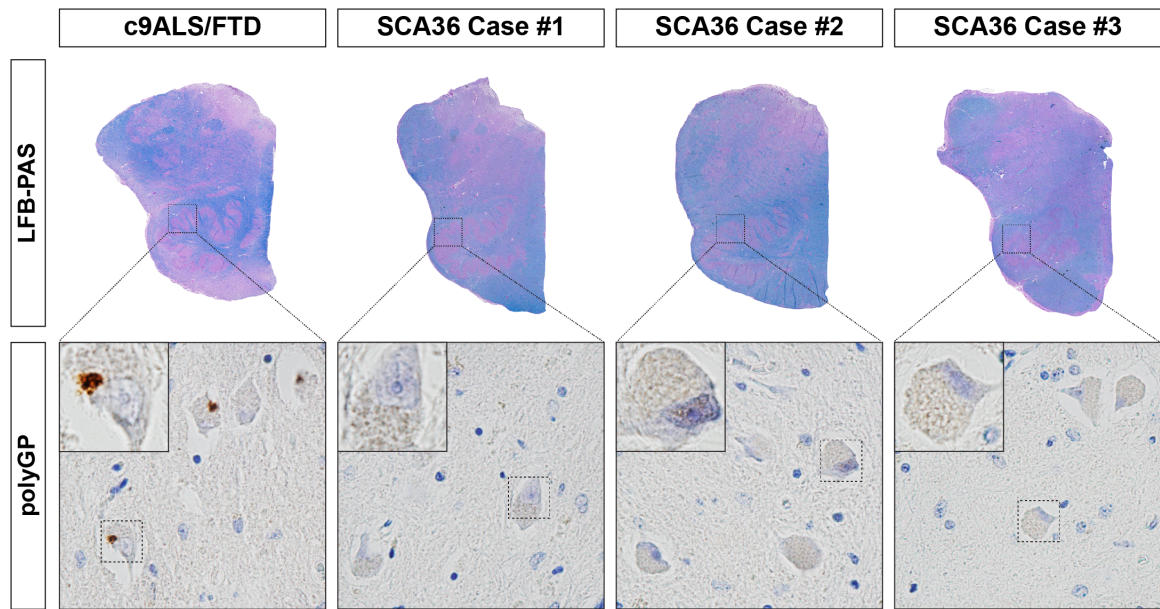 c9ALS/FTD
SCA36 Case #1
SCA36 Case #2
SCA36 Case #3
LFB-PAS
polyGP